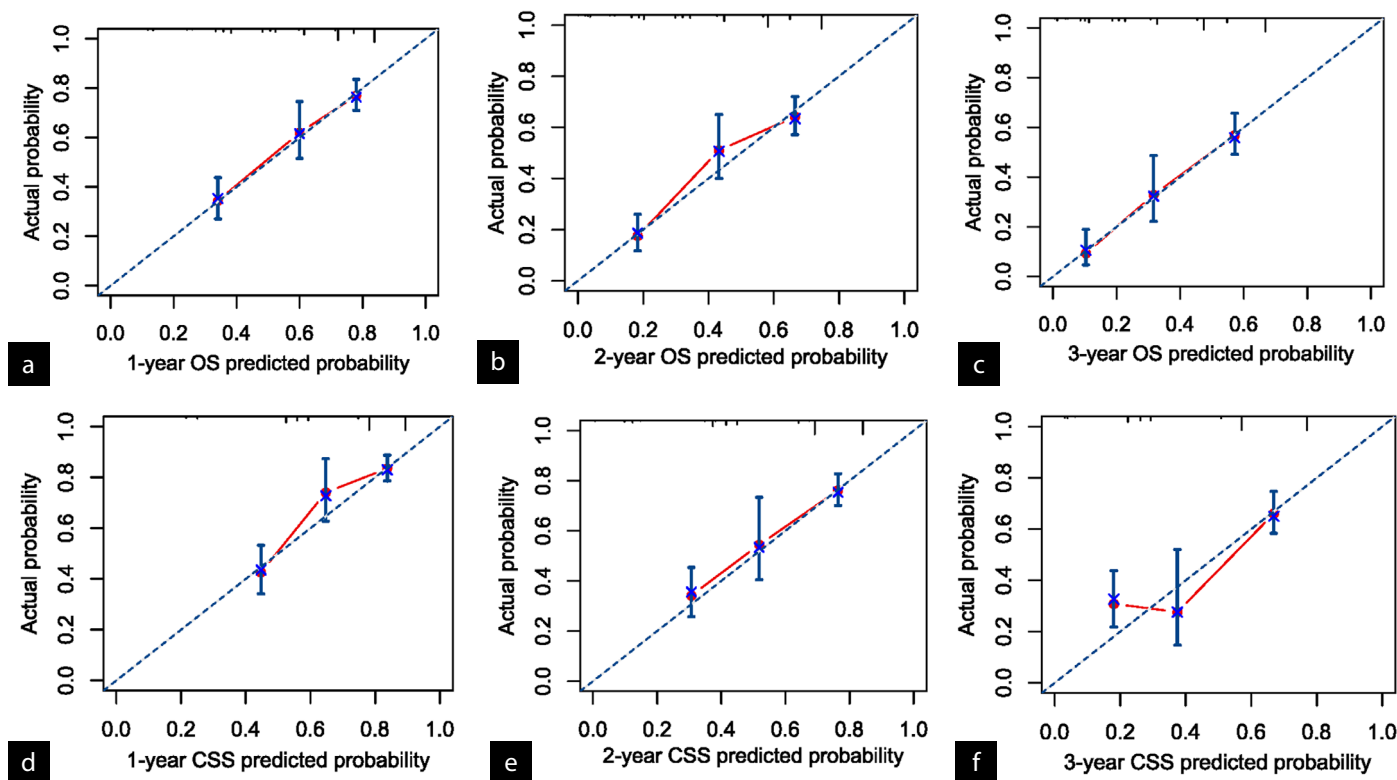 Actual probability
0.0 0.2 0.4 0.6 0.8 1.0
0.0 0.2 0.4 0.6 0.8 1.0
1-year OS predicted probability
a
Actual probability
0.0 0.2 0.4 0.6 0.8 1.0
0.0 0.2 0.4 0.6 0.8 1.0
2-year OS predicted probability
b
Actual probability
0.0 0.2 0.4 0.6 0.8 1.0
0.0 0.2 0.4 0.6 0.8 1.0
3-year OS predicted probability
c
Actual probability
0.0 0.2 0.4 0.6 0.8 1.0
0.0 0.2 0.4 0.6 0.8 1.0
1-year CSS predicted probability
d
Actual probability
0.0 0.2 0.4 0.6 0.8 1.0
0.0 0.2 0.4 0.6 0.8 1.0
2-year CSS predicted probability
e
Actual probability
0.0 0.2 0.4 0.6 0.8 1.0
0.0 0.2 0.4 0.6 0.8 1.0
3-year CSS predicted probability
f